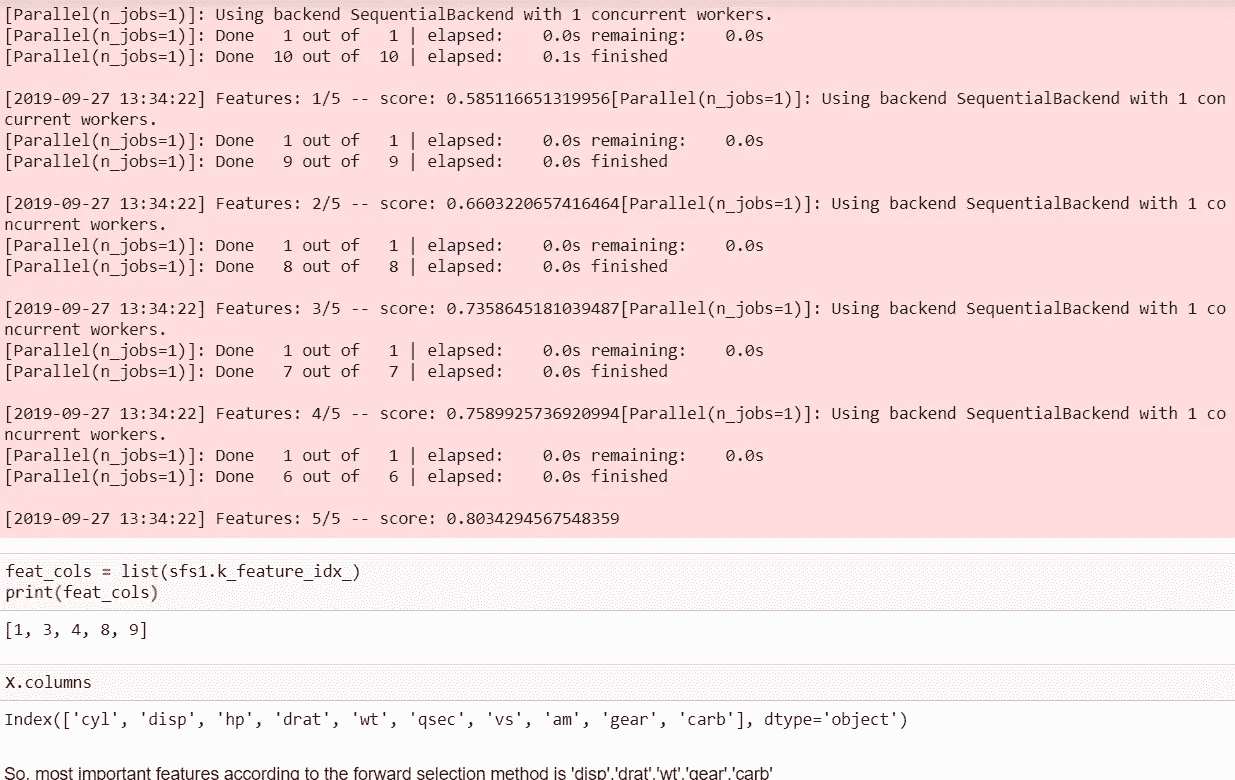 [Parallel(n_jobs=1)]: Using backend SequentialBackend with 1 concurrent workers.
[Parallel(n_jobs=1)]: Done   1 out of   1 | elapsed:    0.0s remaining:    0.0s
[Parallel(n_jobs=1)]: Done  10 out of  10 | elapsed:    0.1s finished
[2019-09-27 13:34:22] Features: 1/5 -- score: 0.585116651319956[Parallel(n_jobs=1)]: Using backend SequentialBackend with 1 con
current workers.
[Parallel(n_jobs=1)]: Done   1 out of   1 | elapsed:    0.0s remaining:    0.0s
[Parallel(n_jobs=1)]: Done   9 out of   9 | elapsed:    0.0s finished
[2019-09-27 13:34:22] Features: 2/5 -- score: 0.6603220657416464[Parallel(n_jobs=1)]: Using backend SequentialBackend with 1 co
ncurrent workers.
[Parallel(n_jobs=1)]: Done   1 out of   1 | elapsed:    0.0s remaining:    0.0s
[Parallel(n_jobs=1)]: Done   8 out of   8 | elapsed:    0.0s finished
[2019-09-27 13:34:22] Features: 3/5 -- score: 0.7358645181039487[Parallel(n_jobs=1)]: Using backend SequentialBackend with 1 co
ncurrent workers.
[Parallel(n_jobs=1)]: Done   1 out of   1 | elapsed:    0.0s remaining:    0.0s
[Parallel(n_jobs=1)]: Done   7 out of   7 | elapsed:    0.0s finished
[2019-09-27 13:34:22] Features: 4/5 -- score: 0.7589925736920994[Parallel(n_jobs=1)]: Using backend SequentialBackend with 1 co
ncurrent workers.
[Parallel(n_jobs=1)]: Done   1 out of   1 | elapsed:    0.0s remaining:    0.0s
[Parallel(n_jobs=1)]: Done   6 out of   6 | elapsed:    0.0s finished
[2019-09-27 13:34:22] Features: 5/5 -- score: 0.8034294567548359
feat_cols = list(sfs1.k_feature_idx_)
print(feat_cols)
[1, 3, 4, 8, 9]
X.columns
Index(['cyl', 'disp', 'hp', 'drat', 'wt', 'qsec', 'vs', 'am', 'gear', 'carb'], dtype='object')
So, most important features according to the forward selection method is 'disp','drat','wt','gear','carb'